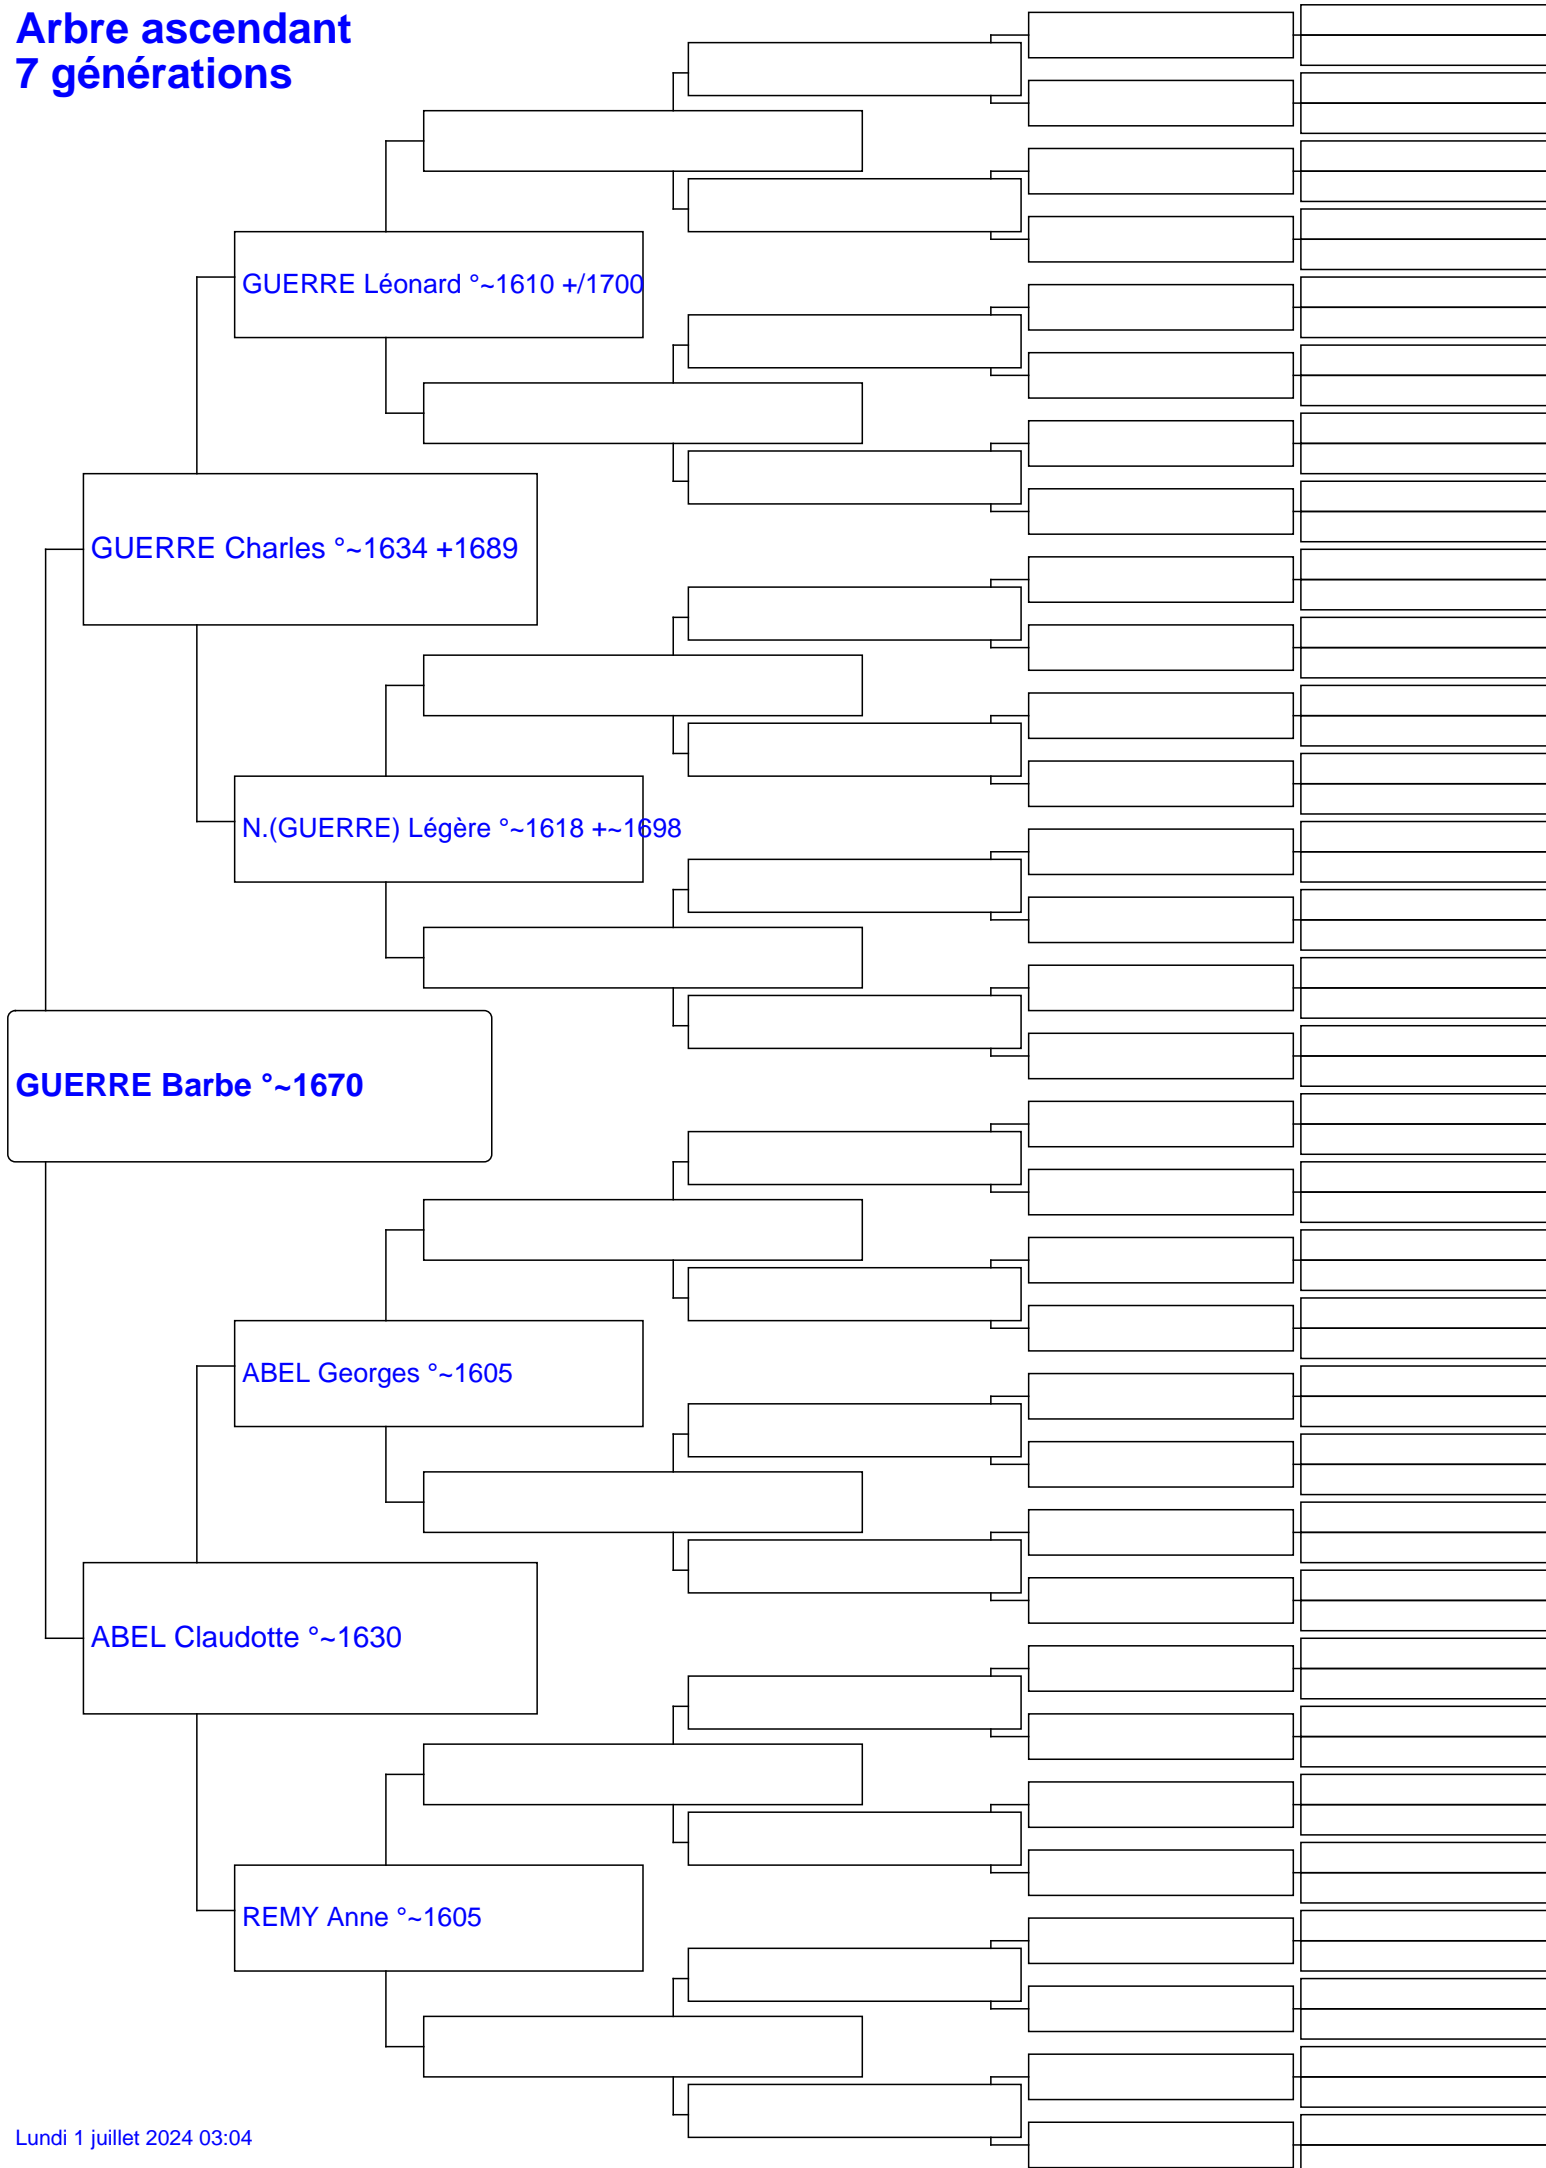 Arbre ascendant
7 générations
GUERRE Léonard °~1610 +/1700
GUERRE Charles °~1634 +1689
N.(GUERRE) Légère °~1618 +~1698
GUERRE Barbe °~1670
ABEL Georges °~1605
ABEL Claudotte °~1630
REMY Anne °~1605
Lundi 1 juillet 2024 03:04